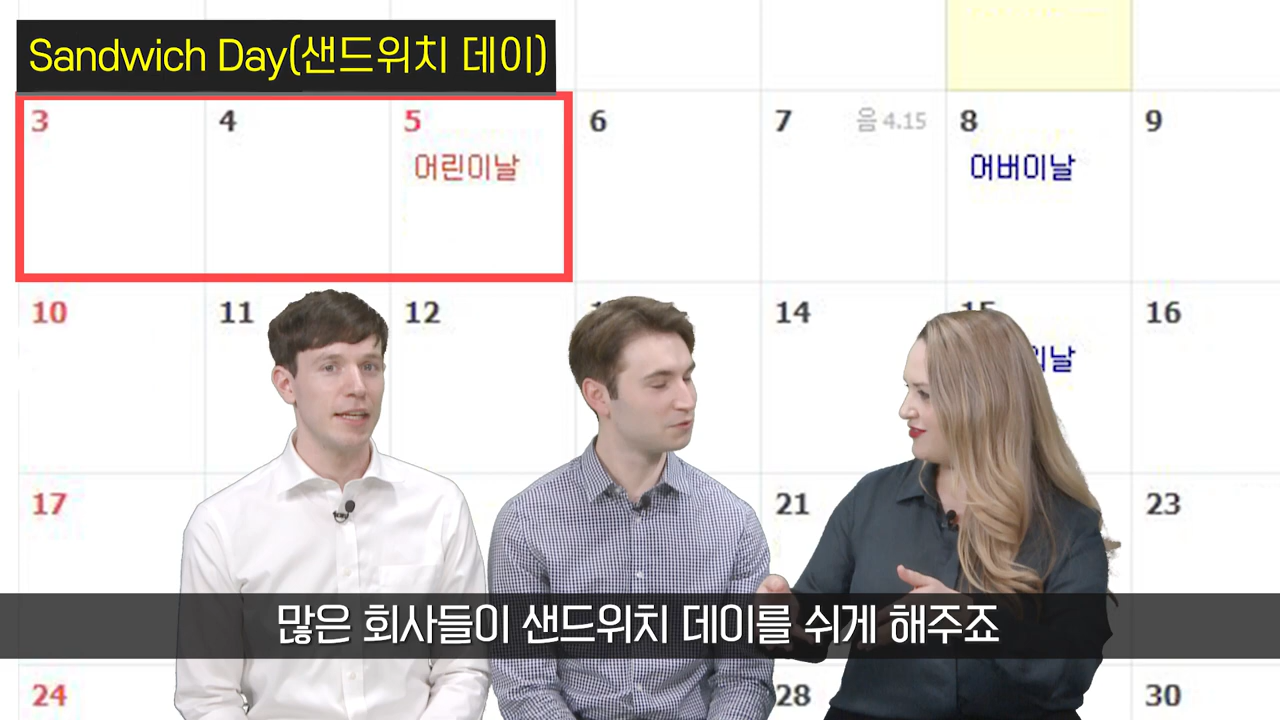 Sandwich Day(샌드위치 데이)
3 4 5 6 7 음 4.15 8 9
어린이날 어버이날
10 11 12 14 15 16
날
17 21 23
많은 회사들이 샌드위치 데이를 쉬게 해주죠
24 28 30